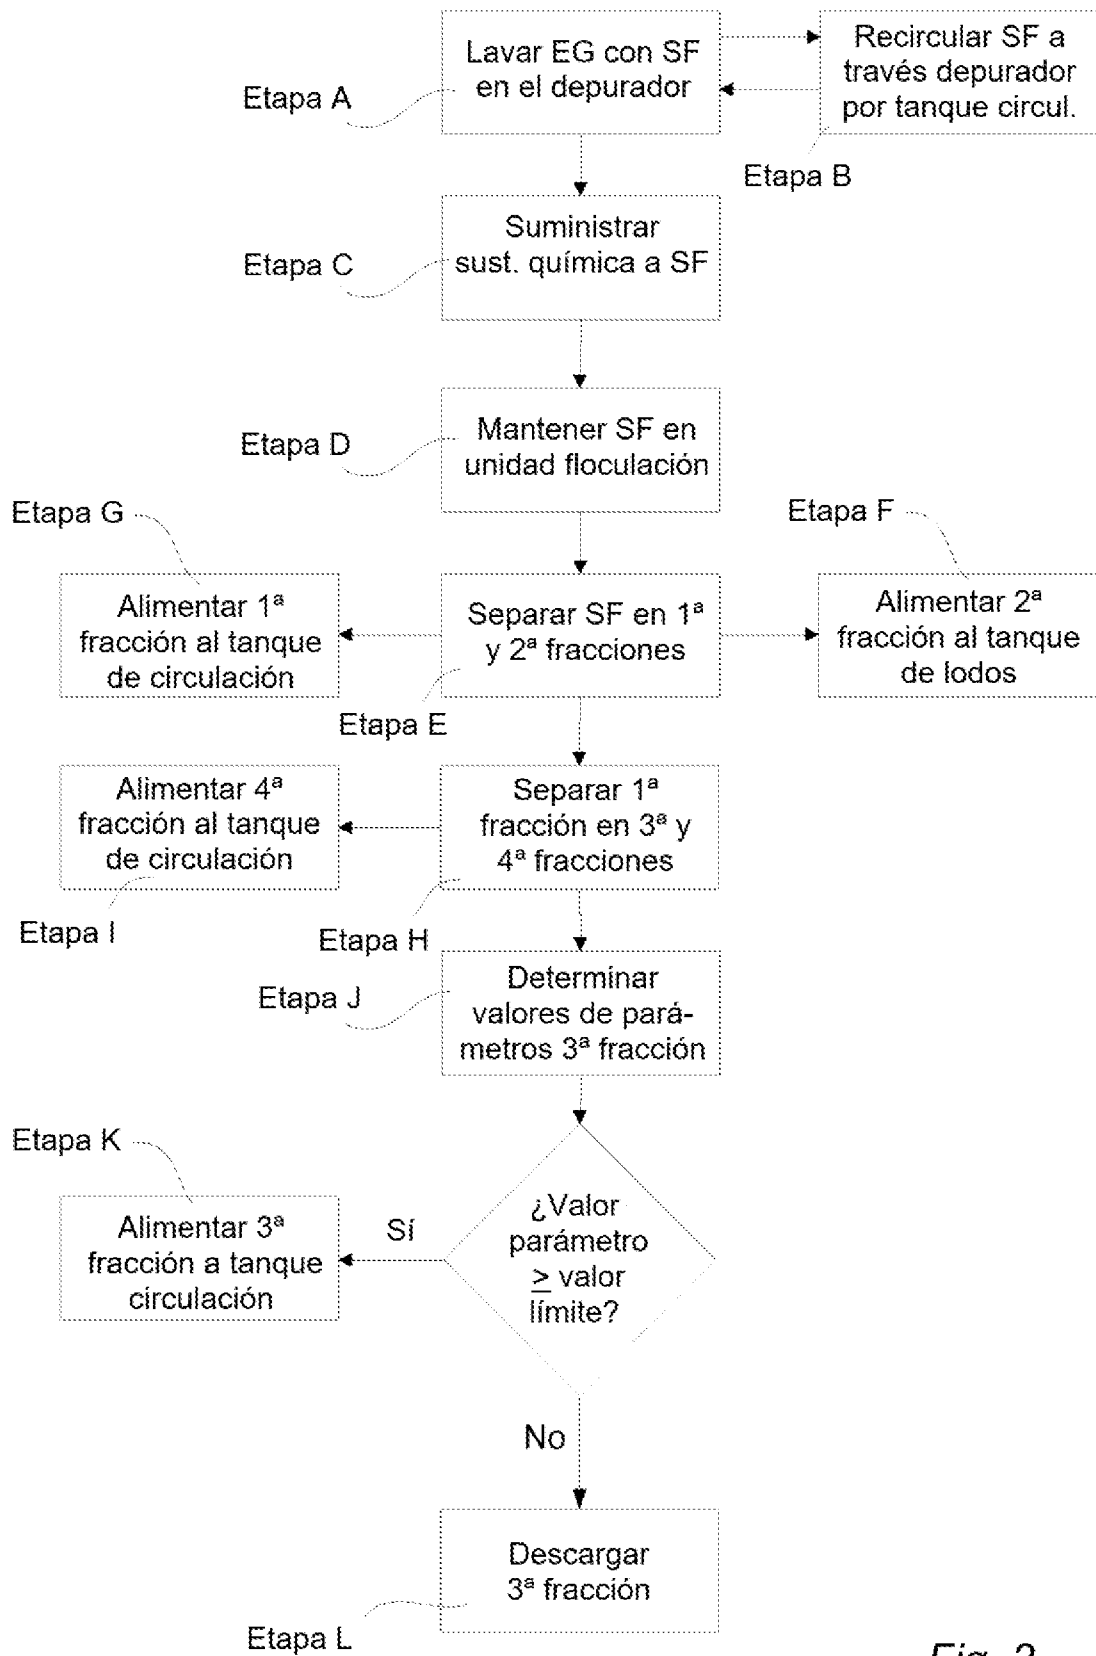 Lavar EG con SF
en el depurador
Recircular SF a
través depurador
por tanque circul.
Etapa A
Etapa B
Suministrar
sust. química a SF
Etapa C
Mantener SF en
unidad floculación
Etapa D
Etapa G
Etapa F
Alimentar 1ª
fracción al tanque
de circulación
Separar SF en 1ª
y 2ª fracciones
Alimentar 2ª
fracción al tanque
de lodos
Etapa E
Alimentar 4ª
fracción al tanque
de circulación
Separar 1ª
fracción en 3ª y
4ª fracciones
Etapa I
Etapa H
Determinar
valores de pará-
metros 3ª fracción
Etapa J
Etapa K
Alimentar 3ª
fracción a tanque
circulación
Sí
¿Valor
parámetro
≥ valor
límite?
No
Descargar
3ª fracción
Etapa L